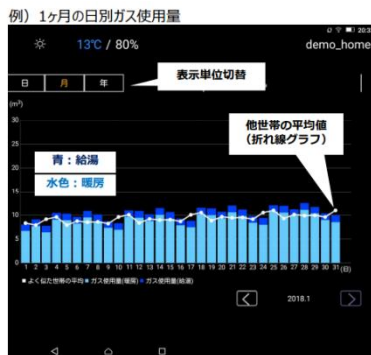 例）1ヶ月の日別ガス使用量
20:3
13℃ / 80%
demo_home
日 月 年
表示単位切替
(m³)
30
25
他世帯の平均値
（折れ線グラフ）
20
青：給湯
15
水色：暖房
10
5
0
1 2 3 4 5 6 7 8 9 10 11 12 13 14 15 16 17 18 19 20 21 22 23 24 25 26 27 28 29 30 31 (日)
よく似た世帯の平均 ガス使用量(暖房) ガス使用量(給湯)
2018.1